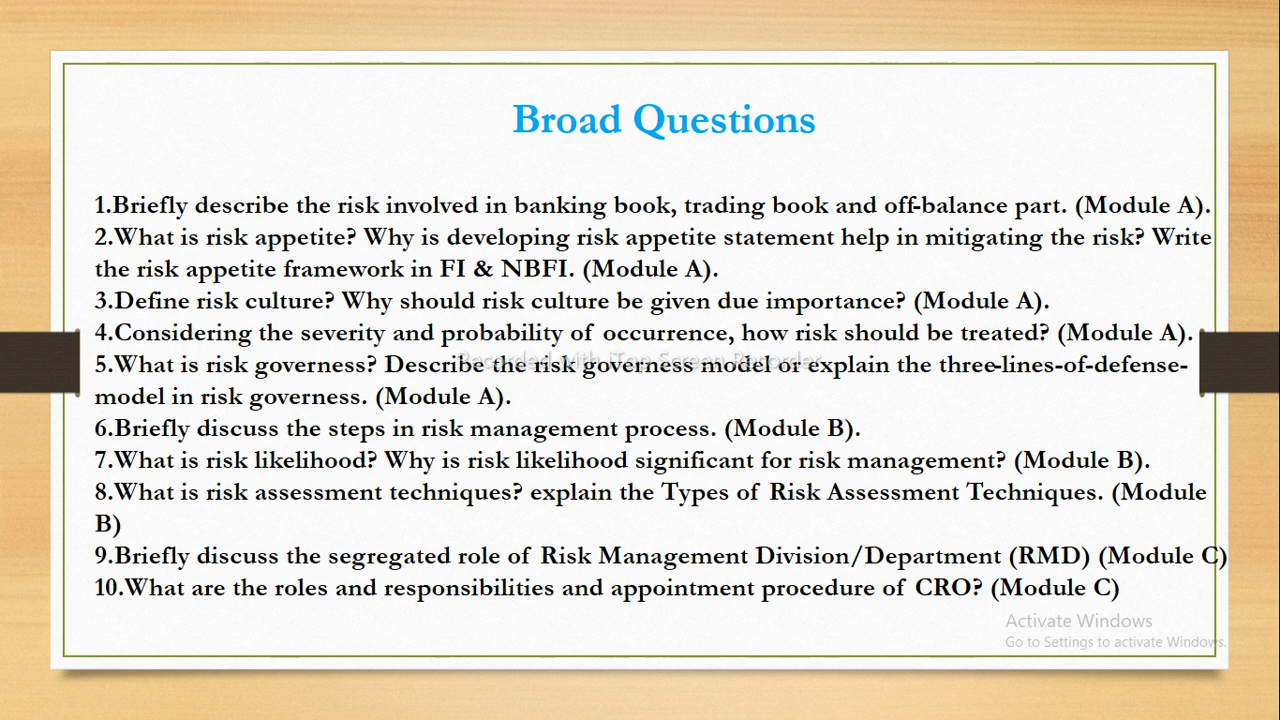 Broad Questions
1.Briefly describe the risk involved in banking book, trading book and off-balance part. (Module A).
2.What is risk appetite? Why is developing risk appetite statement help in mitigating the risk? Write
the risk appetite framework in FI & NBFI. (Module A).
3.Define risk culture? Why should risk culture be given due importance? (Module A).
4.Considering the severity and probability of occurrence, how risk should be treated? (Module A).
Recorded with iTop Screen Recorder
5.What is risk governess? Describe the risk governess model or explain the three-lines-of-defense-
model in risk governess. (Module A).
6.Briefly discuss the steps in risk management process. (Module B).
7.What is risk likelihood? Why is risk likelihood significant for risk management? (Module B).
8.What is risk assessment techniques? explain the Types of Risk Assessment Techniques. (Module
B)
9.Briefly discuss the segregated role of Risk Management Division/Department (RMD) (Module C)
10.What are the roles and responsibilities and appointment procedure of CRO? (Module C)
Activate Windows
Go to Settings to activate Windows.